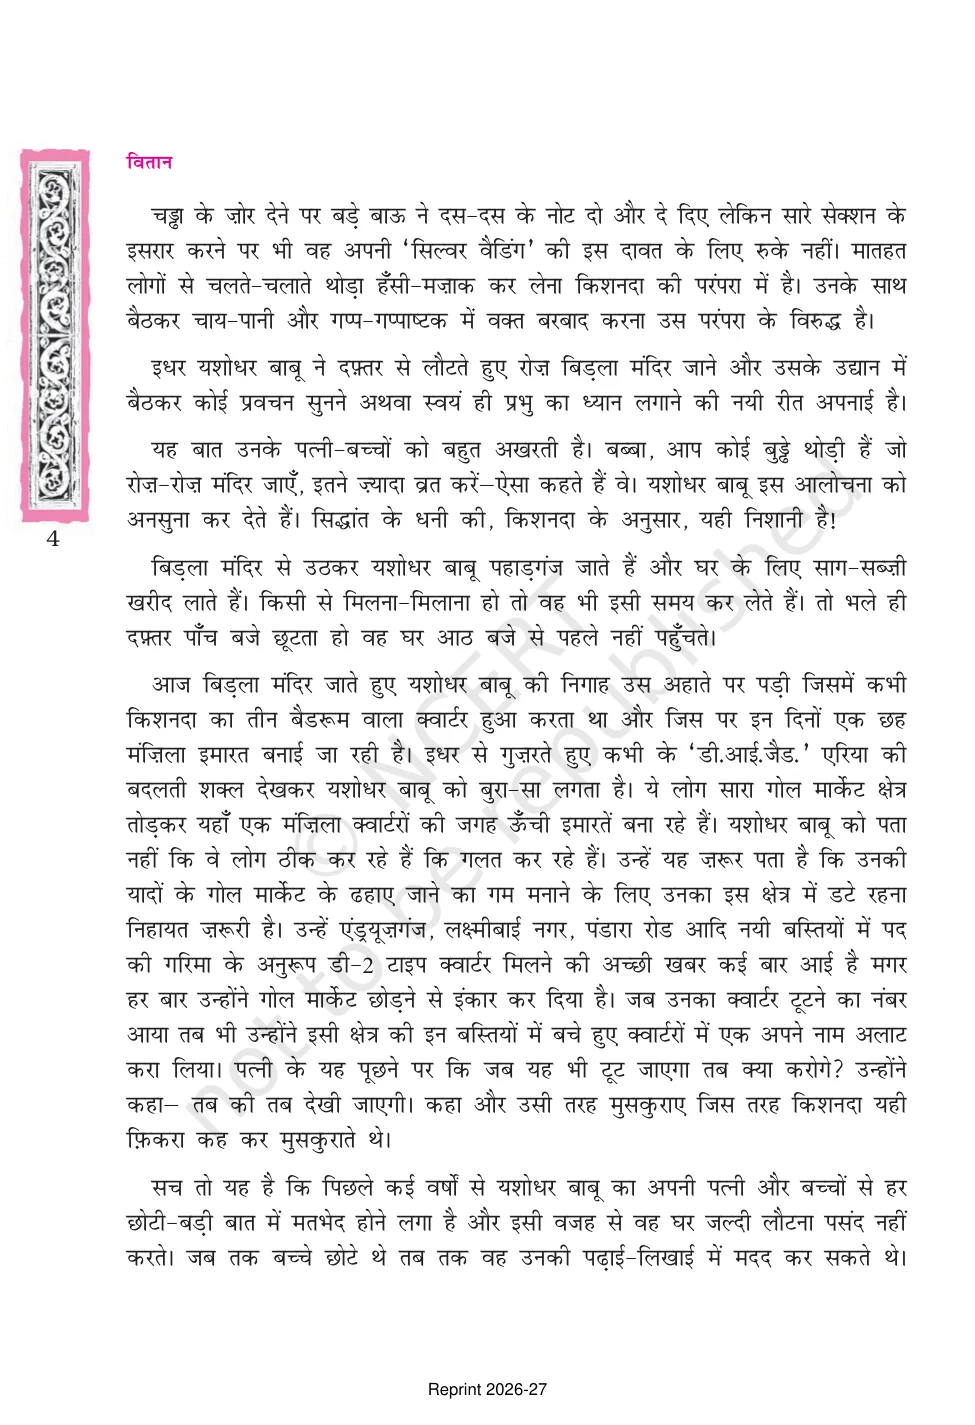 वितान
चड्ढा के ज़ोर देने पर बड़े बाऊ ने दस-दस के नोट दो और दे दिए लेकिन सारे सेक्शन के
इसरार करने पर भी वह अपनी ‘सिल्वर वैडिंग’ की इस दावत के लिए रुके नहीं। मातहत
लोगों से चलते-चलाते थोड़ा हँसी-मज़ाक कर लेना किशनदा की परंपरा में है। उनके साथ
बैठकर चाय-पानी और गप्प-गप्पाष्टक में वक्त बरबाद करना उस परंपरा के विरुद्ध है।
इधर यशोधर बाबू ने दफ़्तर से लौटते हुए रोज़ बिड़ला मंदिर जाने और उसके उद्यान में
बैठकर कोई प्रवचन सुनने अथवा स्वयं ही प्रभु का ध्यान लगाने की नयी रीत अपनाई है।
यह बात उनके पत्नी-बच्चों को बहुत अखरती है। बब्बा, आप कोई बुड्ढे थोड़ी हैं जो
रोज़-रोज़ मंदिर जाएँ, इतने ज़्यादा व्रत करें—ऐसा कहते हैं वे। यशोधर बाबू इस आलोचना को
अनसुना कर देते हैं। सिद्धांत के धनी की, किशनदा के अनुसार, यही निशानी है!
4
बिड़ला मंदिर से उठकर यशोधर बाबू पहाड़गंज जाते हैं और घर के लिए साग-सब्ज़ी
खरीद लाते हैं। किसी से मिलना-मिलाना हो तो वह भी इसी समय कर लेते हैं। तो भले ही
दफ़्तर पाँच बजे छूटता हो वह घर आठ बजे से पहले नहीं पहुँचते।
आज बिड़ला मंदिर जाते हुए यशोधर बाबू की निगाह उस अहाते पर पड़ी जिसमें कभी
किशनदा का तीन बैडरूम वाला क्वार्टर हुआ करता था और जिस पर इन दिनों एक छह
मंज़िला इमारत बनाई जा रही है। इधर से गुज़रते हुए कभी के ‘डी.आई.जैड.’ एरिया की
बदलती शक्ल देखकर यशोधर बाबू को बुरा-सा लगता है। ये लोग सारा गोल मार्केट क्षेत्र
तोड़कर यहाँ एक मंज़िला क्वार्टरों की जगह ऊँची इमारतें बना रहे हैं। यशोधर बाबू को पता
नहीं कि वे लोग ठीक कर रहे हैं कि गलत कर रहे हैं। उन्हें यह ज़रूर पता है कि उनकी
यादों के गोल मार्केट के ढहाए जाने का गम मनाने के लिए उनका इस क्षेत्र में डटे रहना
निहायत ज़रूरी है। उन्हें एंड्रयूज़गंज, लक्ष्मीबाई नगर, पंडारा रोड आदि नयी बस्तियों में पद
की गरिमा के अनुरूप डी-2 टाइप क्वार्टर मिलने की अच्छी खबर कई बार आई है मगर
हर बार उन्होंने गोल मार्केट छोड़ने से इंकार कर दिया है। जब उनका क्वार्टर टूटने का नंबर
आया तब भी उन्होंने इसी क्षेत्र की इन बस्तियों में बचे हुए क्वार्टरों में एक अपने नाम अलाट
करा लिया। पत्नी के यह पूछने पर कि जब यह भी टूट जाएगा तब क्या करोगे? उन्होंने
कहा— तब की तब देखी जाएगी। कहा और उसी तरह मुसकुराए जिस तरह किशनदा यही
फ़िकरा कह कर मुसकुराते थे।
सच तो यह है कि पिछले कई वर्षों से यशोधर बाबू का अपनी पत्नी और बच्चों से हर
छोटी-बड़ी बात में मतभेद होने लगा है और इसी वजह से वह घर जल्दी लौटना पसंद नहीं
करते। जब तक बच्चे छोटे थे तब तक वह उनकी पढ़ाई-लिखाई में मदद कर सकते थे।
© NCERT
not to be republished
Reprint 2026-27